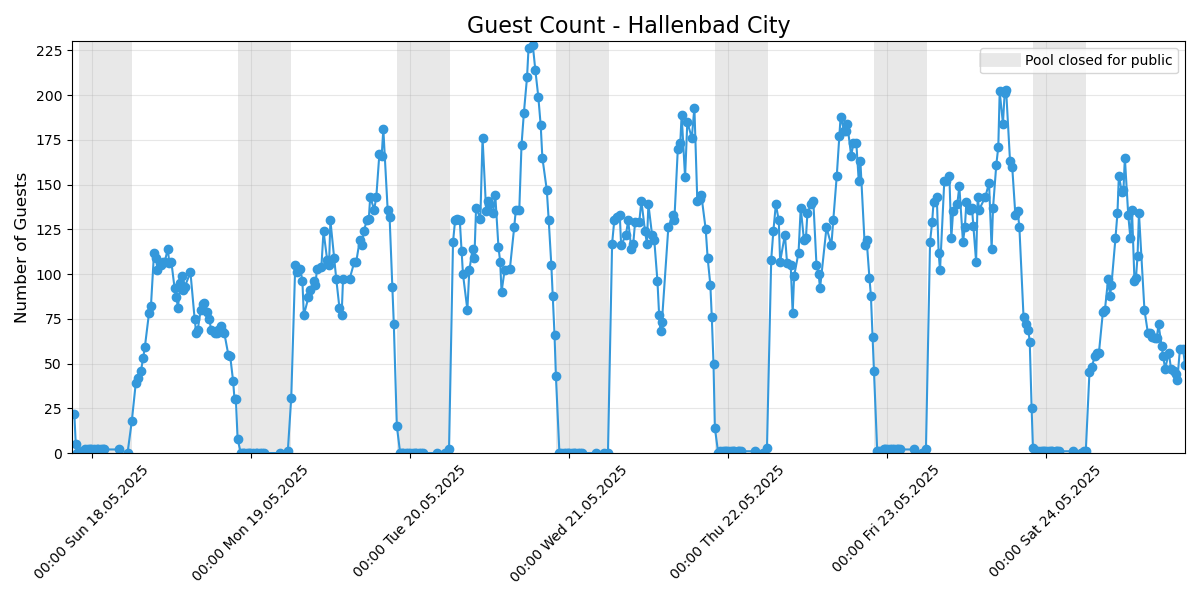 Guest Count - Hallenbad City
Pool closed for public
Number of Guests
225
200
175
150
125
100
75
50
25
0
00:00 Sun 18.05.2025
00:00 Mon 19.05.2025
00:00 Tue 20.05.2025
00:00 Wed 21.05.2025
00:00 Thu 22.05.2025
00:00 Fri 23.05.2025
00:00 Sat 24.05.2025